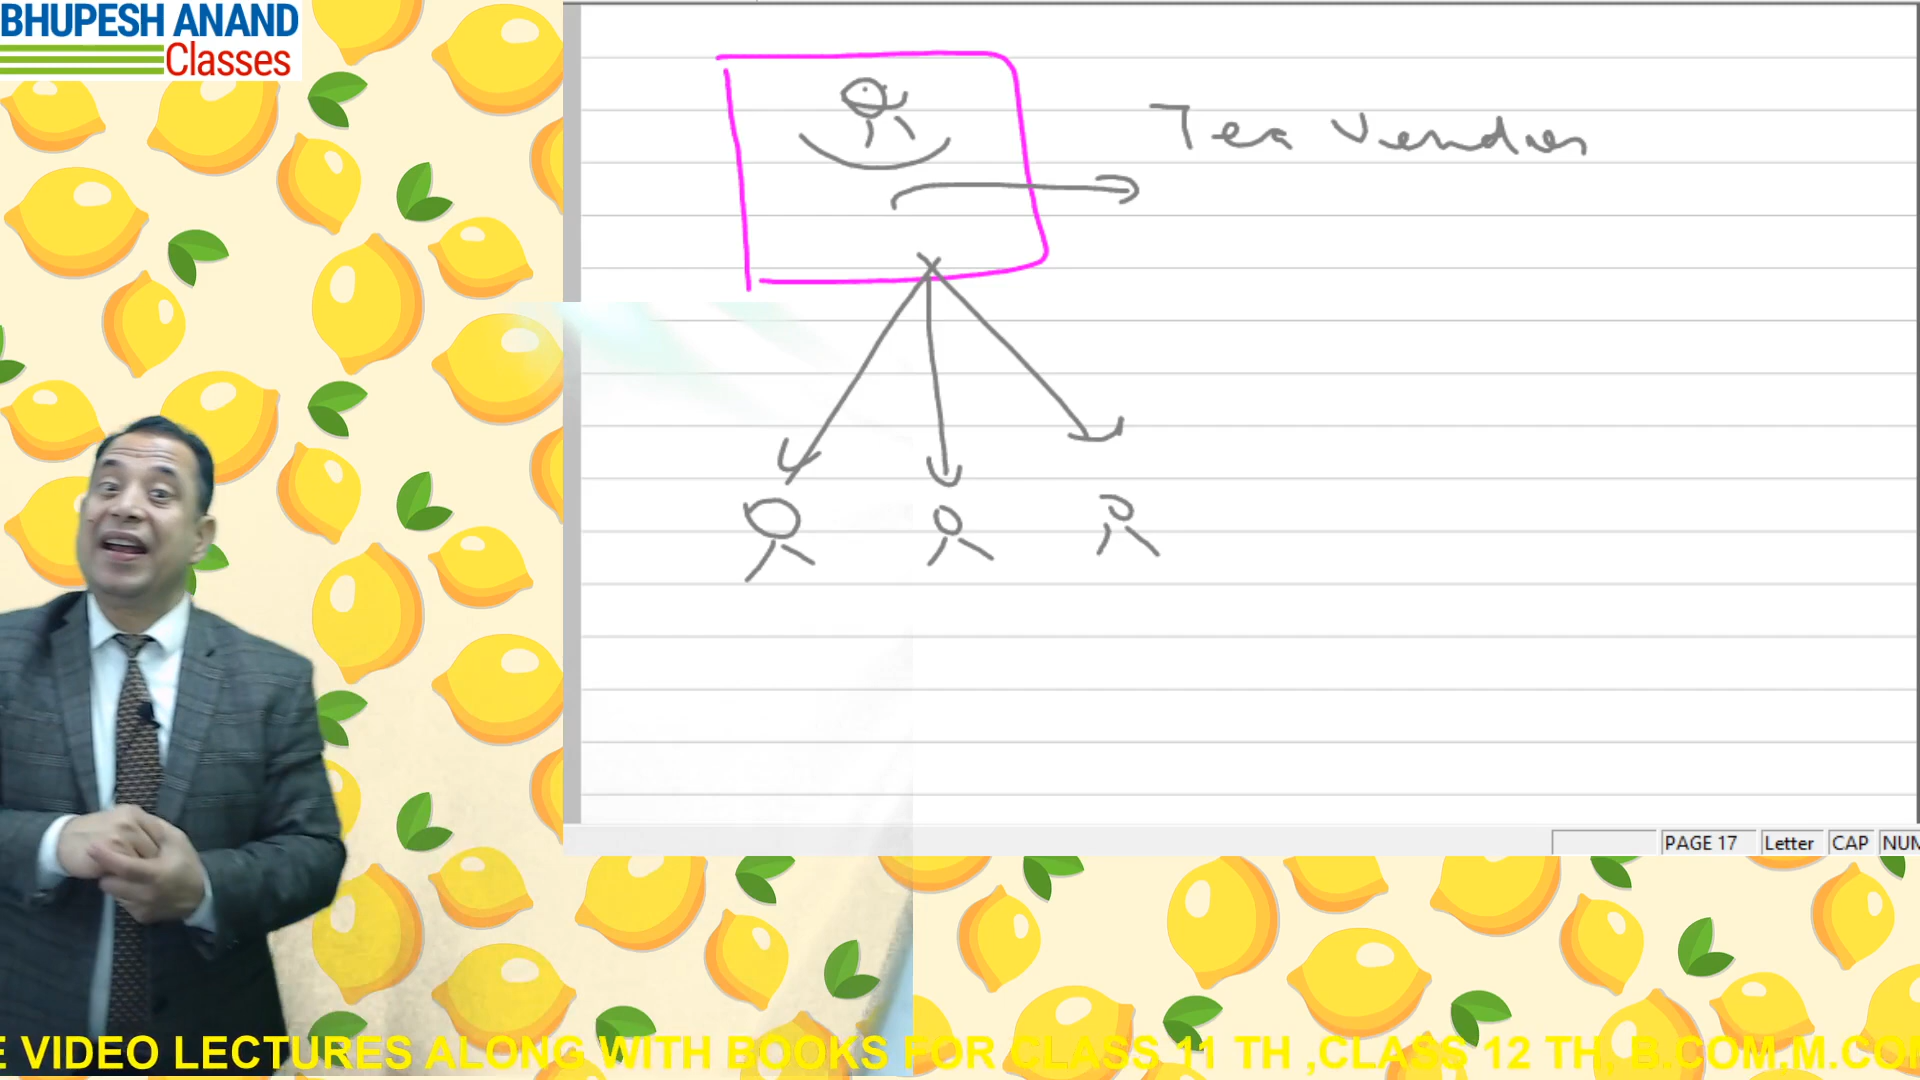 BHUPESH ANAND
Classes
Tea Vendor
PAGE 17 Letter CAP NUM
E VIDEO LECTURES ALONG WITH BOOKS FOR CLASS 11 TH ,CLASS 12 TH, B.COM,M.CO